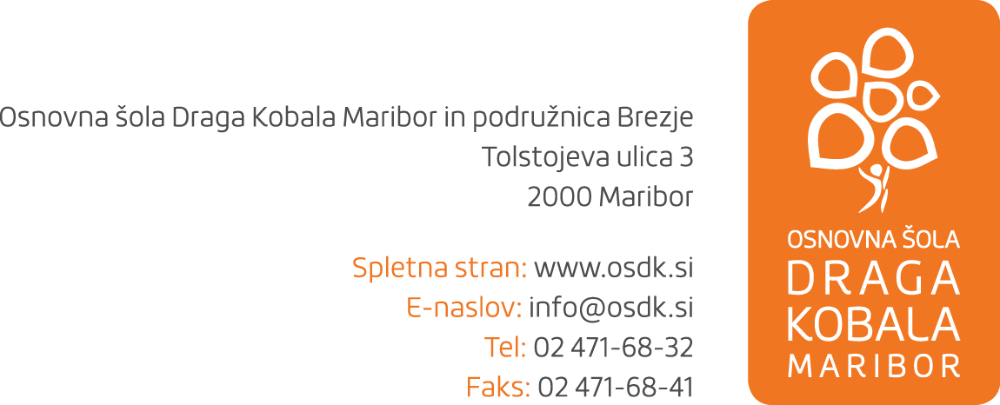 Osnovna šola Draga Kobala Maribor in podružnica Brezje
Tolstojeva ulica 3
2000 Maribor
Spletna stran: www.osdk.si
E-naslov: info@osdk.si
Tel: 02 471-68-32
Faks: 02 471-68-41
OSNOVNA ŠOLA
DRAGA
KOBALA
MARIBOR